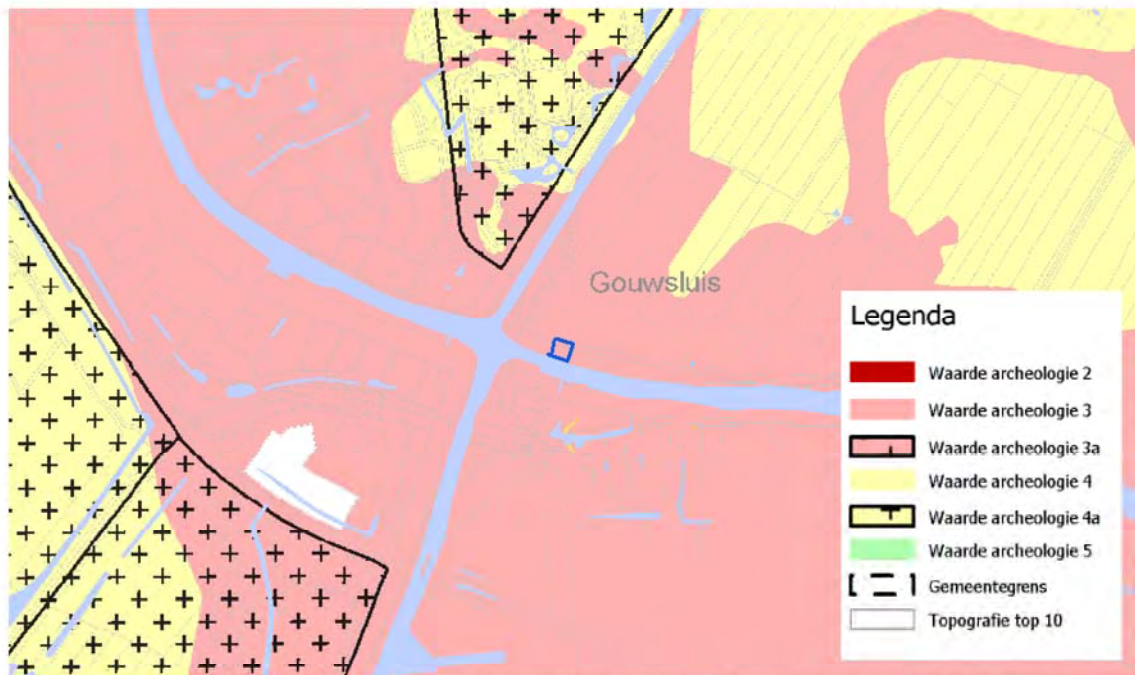 Gouwsluis
Legenda
Waarde archeologie 2
Waarde archeologie 3
Waarde archeologie 3a
Waarde archeologie 4
Waarde archeologie 4a
Waarde archeologie 5
Gemeentegrens
Topografie top 10